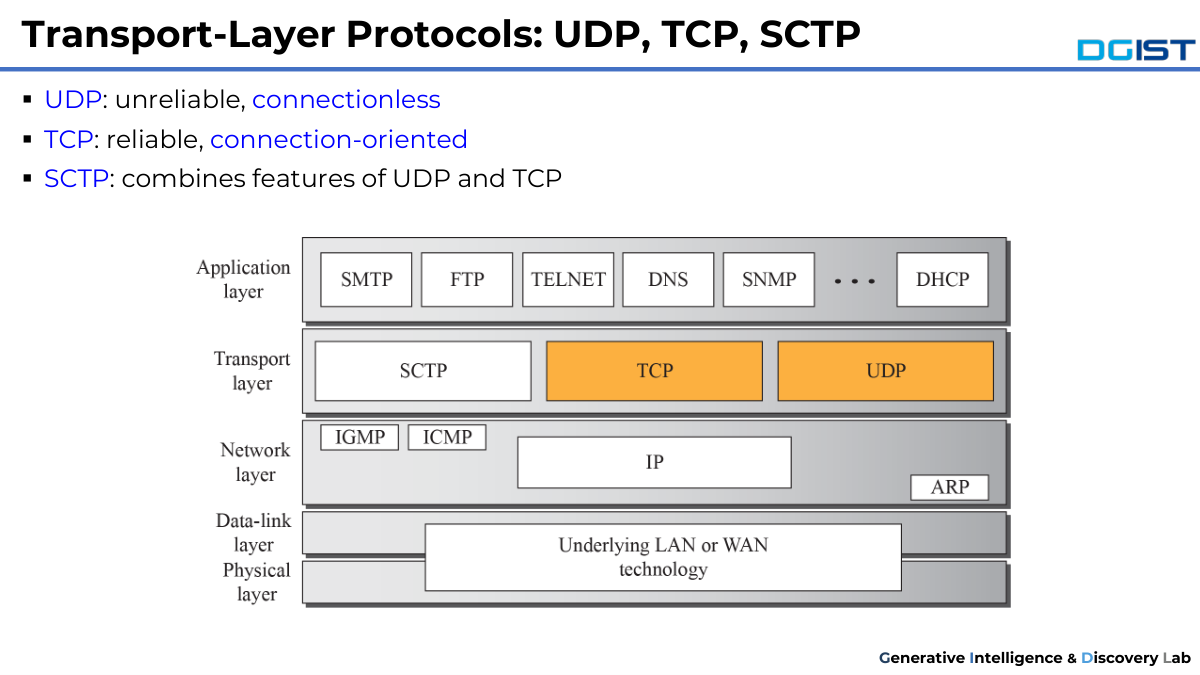 Transport-Layer Protocols: UDP, TCP, SCTP
DGIST
▪ UDP: unreliable, connectionless
▪ TCP: reliable, connection-oriented
▪ SCTP: combines features of UDP and TCP
Application
layer
SMTP
FTP
TELNET
DNS
SNMP
• • •
DHCP
Transport
layer
SCTP
TCP
UDP
Network
layer
IGMP
ICMP
IP
ARP
Data-link
layer
Physical
layer
Underlying LAN or WAN
technology
Generative Intelligence & Discovery Lab